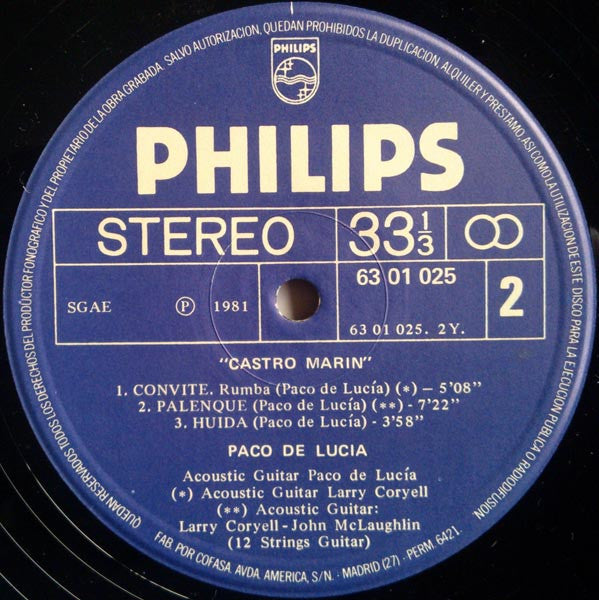 QUEDAN RESERVADOS TODOS LOS DERECHOS DEL PRODUCTOR FONOGRAFICO Y DEL PROPIETARIO DE LA OBRA GRABADA. SALVO AUTORIZACION, QUEDAN PROHIBIDOS LA DUPLICACION, ALQUILER Y PRESTAMO, ASI COMO LA UTILIZACION DE ESTE DISCO PARA LA EJECUCION PUBLICA O RADIODIFUSION.
PHILIPS
PHILIPS
STEREO 33 1/3
SGAE Ⓟ 1981 63 01 025 2
63 01 025. 2 Y.
"CASTRO MARIN"
1. CONVITE. Rumba (Paco de Lucía) (*) – 5'08"
2. PALENQUE (Paco de Lucía) (**) - 7'22"
3. HUIDA (Paco de Lucía) - 3'58"
PACO DE LUCIA
Acoustic Guitar Paco de Lucía
(*) Acoustic Guitar Larry Coryell
(**) Acoustic Guitar:
Larry Coryell - John McLaughlin
(12 Strings Guitar)
FAB. POR COFASA. AVDA. AMERICA, S/N. - MADRID (27) - PERM. 6421.